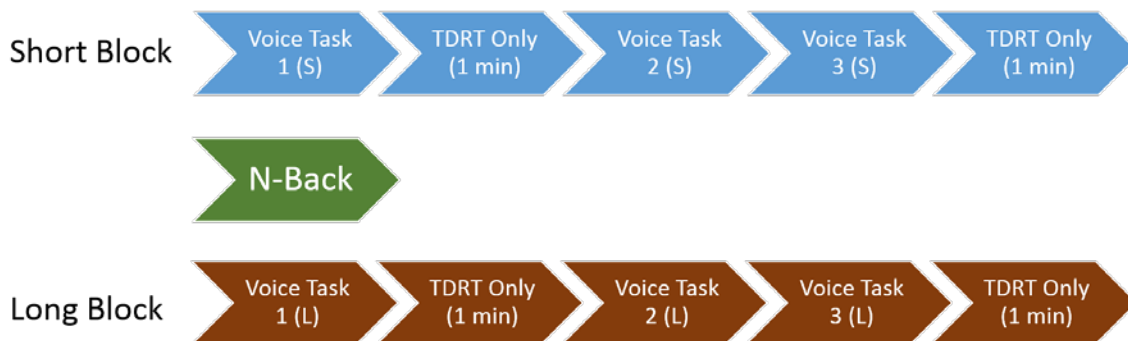 Short Block
Voice Task
1 (S)
TDRT Only
(1 min)
Voice Task
2 (S)
Voice Task
3 (S)
TDRT Only
(1 min)
N-Back
Long Block
Voice Task
1 (L)
TDRT Only
(1 min)
Voice Task
2 (L)
Voice Task
3 (L)
TDRT Only
(1 min)